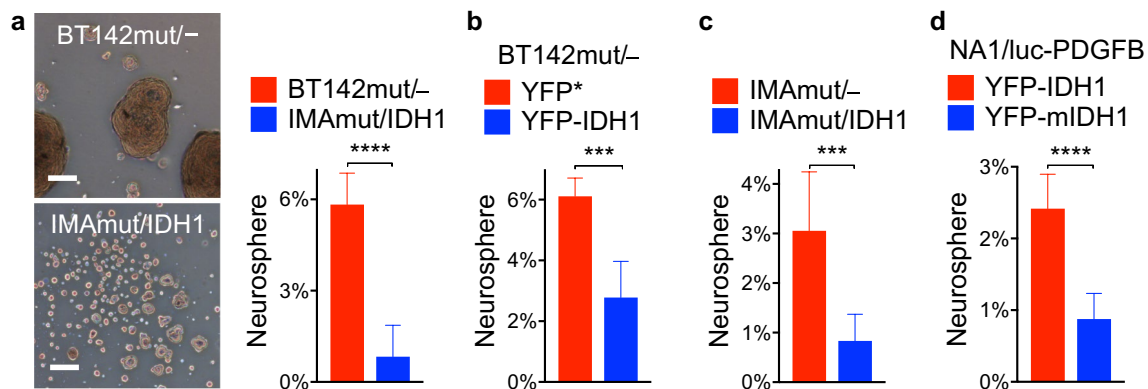 a
BT142mut/−
IMAmut/IDH1
BT142mut/–
IMAmut/IDH1
****
Neurosphere
6%
3%
0%
b
BT142mut/–
YFP*
YFP-IDH1
***
Neurosphere
6%
4%
2%
0%
c
IMAmut/–
IMAmut/IDH1
***
Neurosphere
4%
3%
2%
1%
0%
d
NA1/luc-PDGFB
YFP-IDH1
YFP-mIDH1
****
Neurosphere
3%
2%
1%
0%